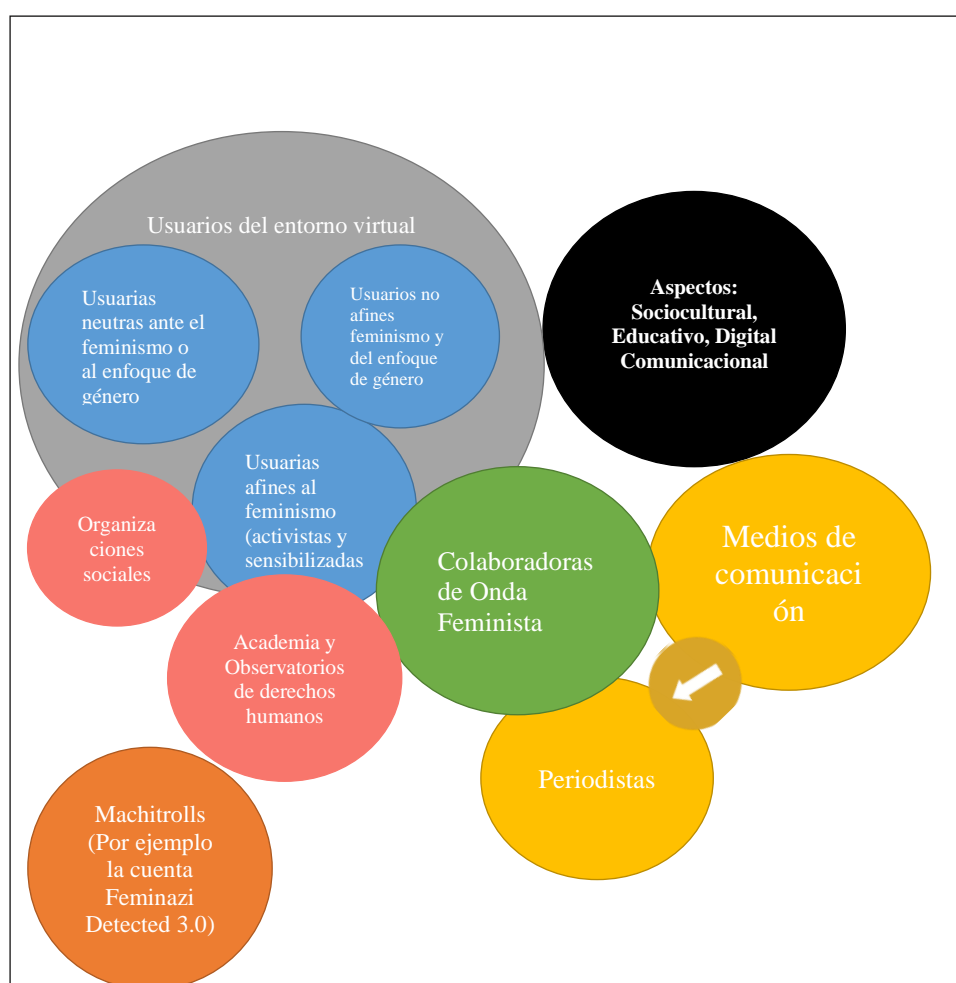 Usuarios del entorno virtual
Usuarias
neutras ante el
feminismo o
al enfoque de
género
Usuarios no
afines
feminismo y
del enfoque
de género
Aspectos:
Sociocultural,
Educativo, Digital
Comunicacional
Usuarias
afines al
feminismo
(activistas y
sensibilizadas
Organiza
ciones
sociales
Colaboradoras
de Onda
Feminista
Medios de
comunicaci
ón
Academia y
Observatorios
de derechos
humanos
Periodistas
Machitrolls
(Por ejemplo
la cuenta
Feminazi
Detected 3.0)